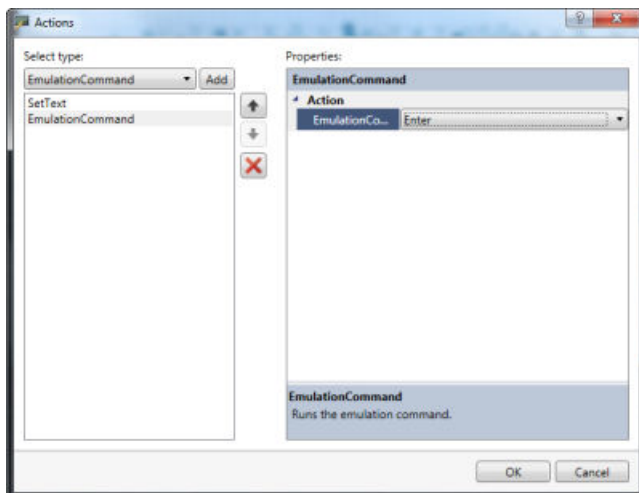 Actions
Select type:
EmulationCommand
Add
SetText
EmulationCommand
Properties:
EmulationCommand
Action
EmulationCo... Enter
EmulationCommand
Runs the emulation command.
OK
Cancel